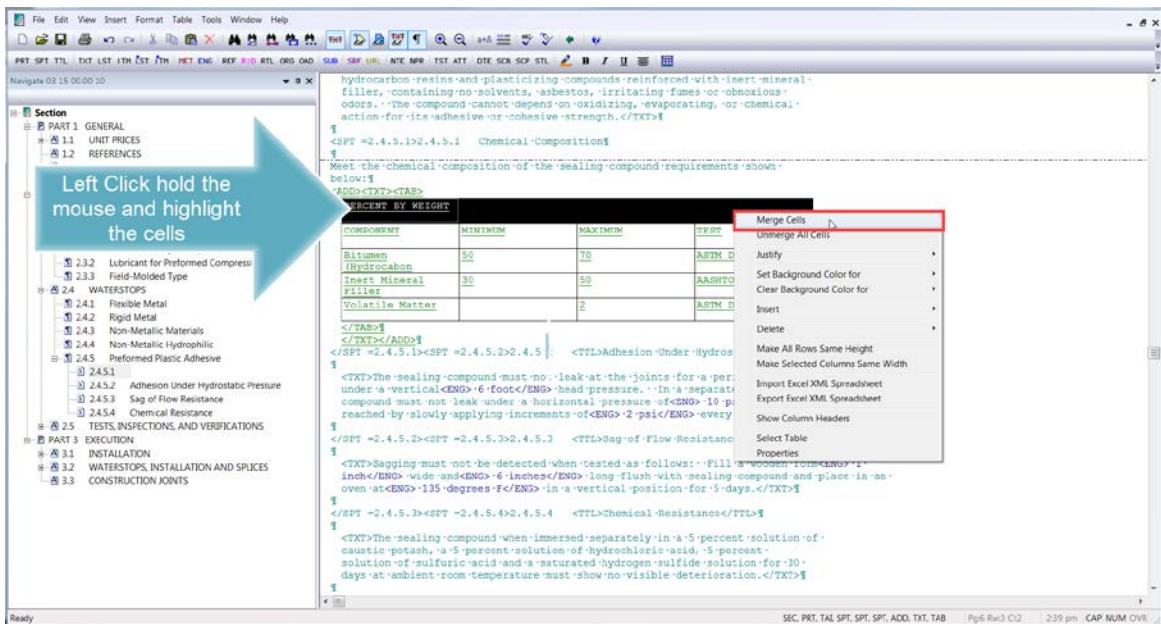 File Edit View Insert Format Table Tools Window Help
PRT SPT TTL TXT LST ITM LST ITM MET ENG REF RID RTL ORG OAD SUB SRF URL NTE NPR TST ATT DTE SCN SCP STL B I U
Navigate 03 15 00.00 10
Section
PART 1 GENERAL
1.1 UNIT PRICES
1.2 REFERENCES
Left Click hold the
mouse and highlight
the cells
2.3.2 Lubricant for Preformed Compressi
2.3.3 Field-Molded Type
2.4 WATERSTOPS
2.4.1 Flexible Metal
2.4.2 Rigid Metal
2.4.3 Non-Metallic Materials
2.4.4 Non-Metallic Hydrophilic
2.4.5 Preformed Plastic Adhesive
2.4.5.1
2.4.5.2 Adhesion Under Hydrostatic Pressure
2.4.5.3 Sag of Flow Resistance
2.4.5.4 Chemical Resistance
2.5 TESTS, INSPECTIONS, AND VERIFICATIONS
PART 3 EXECUTION
3.1 INSTALLATION
3.2 WATERSTOPS, INSTALLATION AND SPLICES
3.3 CONSTRUCTION JOINTS
hydrocarbon·resins·and·plasticizing·compounds·reinforced·with·inert·mineral·
filler,·containing·no·solvents,·asbestos,·irritating·fumes·or·obnoxious·
odors.··The·compound·cannot·depend·on·oxidizing,·evaporating,·or·chemical·
action·for·its·adhesive·or·cohesive·strength.</TXT>¶
¶
<SPT =2.4.5.1>2.4.5.1 Chemical·Composition¶
¶
Meet·the·chemical·composition·of·the·sealing·compound·requirements·shown·
below:¶
<ADD><TXT><TAB>
PERCENT BY WEIGHT
COMPONENT MINIMUM MAXIMUM TEST
Bitumen 50 70 ASTM D
(Hydrocabon
Inert Mineral 30 50 AASHTO
Filler
Volatile Matter 2 ASTM D
</TAB>¶
</TXT></ADD>¶
</SPT =2.4.5.1><SPT =2.4.5.2>2.4.5 <TTL>Adhesion·Under·Hydros
¶
<TXT>The·sealing·compound·must·not·leak·at·the·joints·for·a·per
under·a·vertical<ENG>·6·foot</ENG>·head·pressure.··In·a·separate
compound·must·not·leak·under·a·horizontal·pressure·of<ENG>·10·p
reached·by·slowly·applying·increments·of<ENG>·2·psi</ENG>·every
¶
</SPT =2.4.5.2><SPT =2.4.5.3>2.4.5.3 <TTL>Sag·of·Flow·Resistanc
¶
<TXT>Sagging·must·not·be·detected·when·tested·as·follows:··Fill·a·wooden·form<ENG>·1·
inch</ENG>·wide·and<ENG>·6·inches</ENG>·long·flush·with·sealing·compound·and·place·in·an·
oven·at<ENG>·135·degrees·F</ENG>·in·a·vertical·position·for·5·days.</TXT>¶
¶
</SPT =2.4.5.3><SPT =2.4.5.4>2.4.5.4 <TTL>Chemical·Resistance</TTL>¶
¶
<TXT>The·sealing·compound·when·immersed·separately·in·a·5·percent·solution·of·
caustic·potash,·a·5·percent·solution·of·hydrochloric·acid,·5·percent·
solution·of·sulfuric·acid·and·a·saturated·hydrogen·sulfide·solution·for·30·
days·at·ambient·room·temperature·must·show·no·visible·deterioration.</TXT>¶
¶
Merge Cells
Unmerge All Cells
Justify
Set Background Color for
Clear Background Color for
Insert
Delete
Make All Rows Same Height
Make Selected Columns Same Width
Import Excel XML Spreadsheet
Export Excel XML Spreadsheet
Show Column Headers
Select Table
Properties
Ready SEC, PRT, TAI, SPT, SPT, SPT, ADD, TXT, TAB Pg:6 Rw:3 Cl:2 2:39 pm CAP NUM OVR